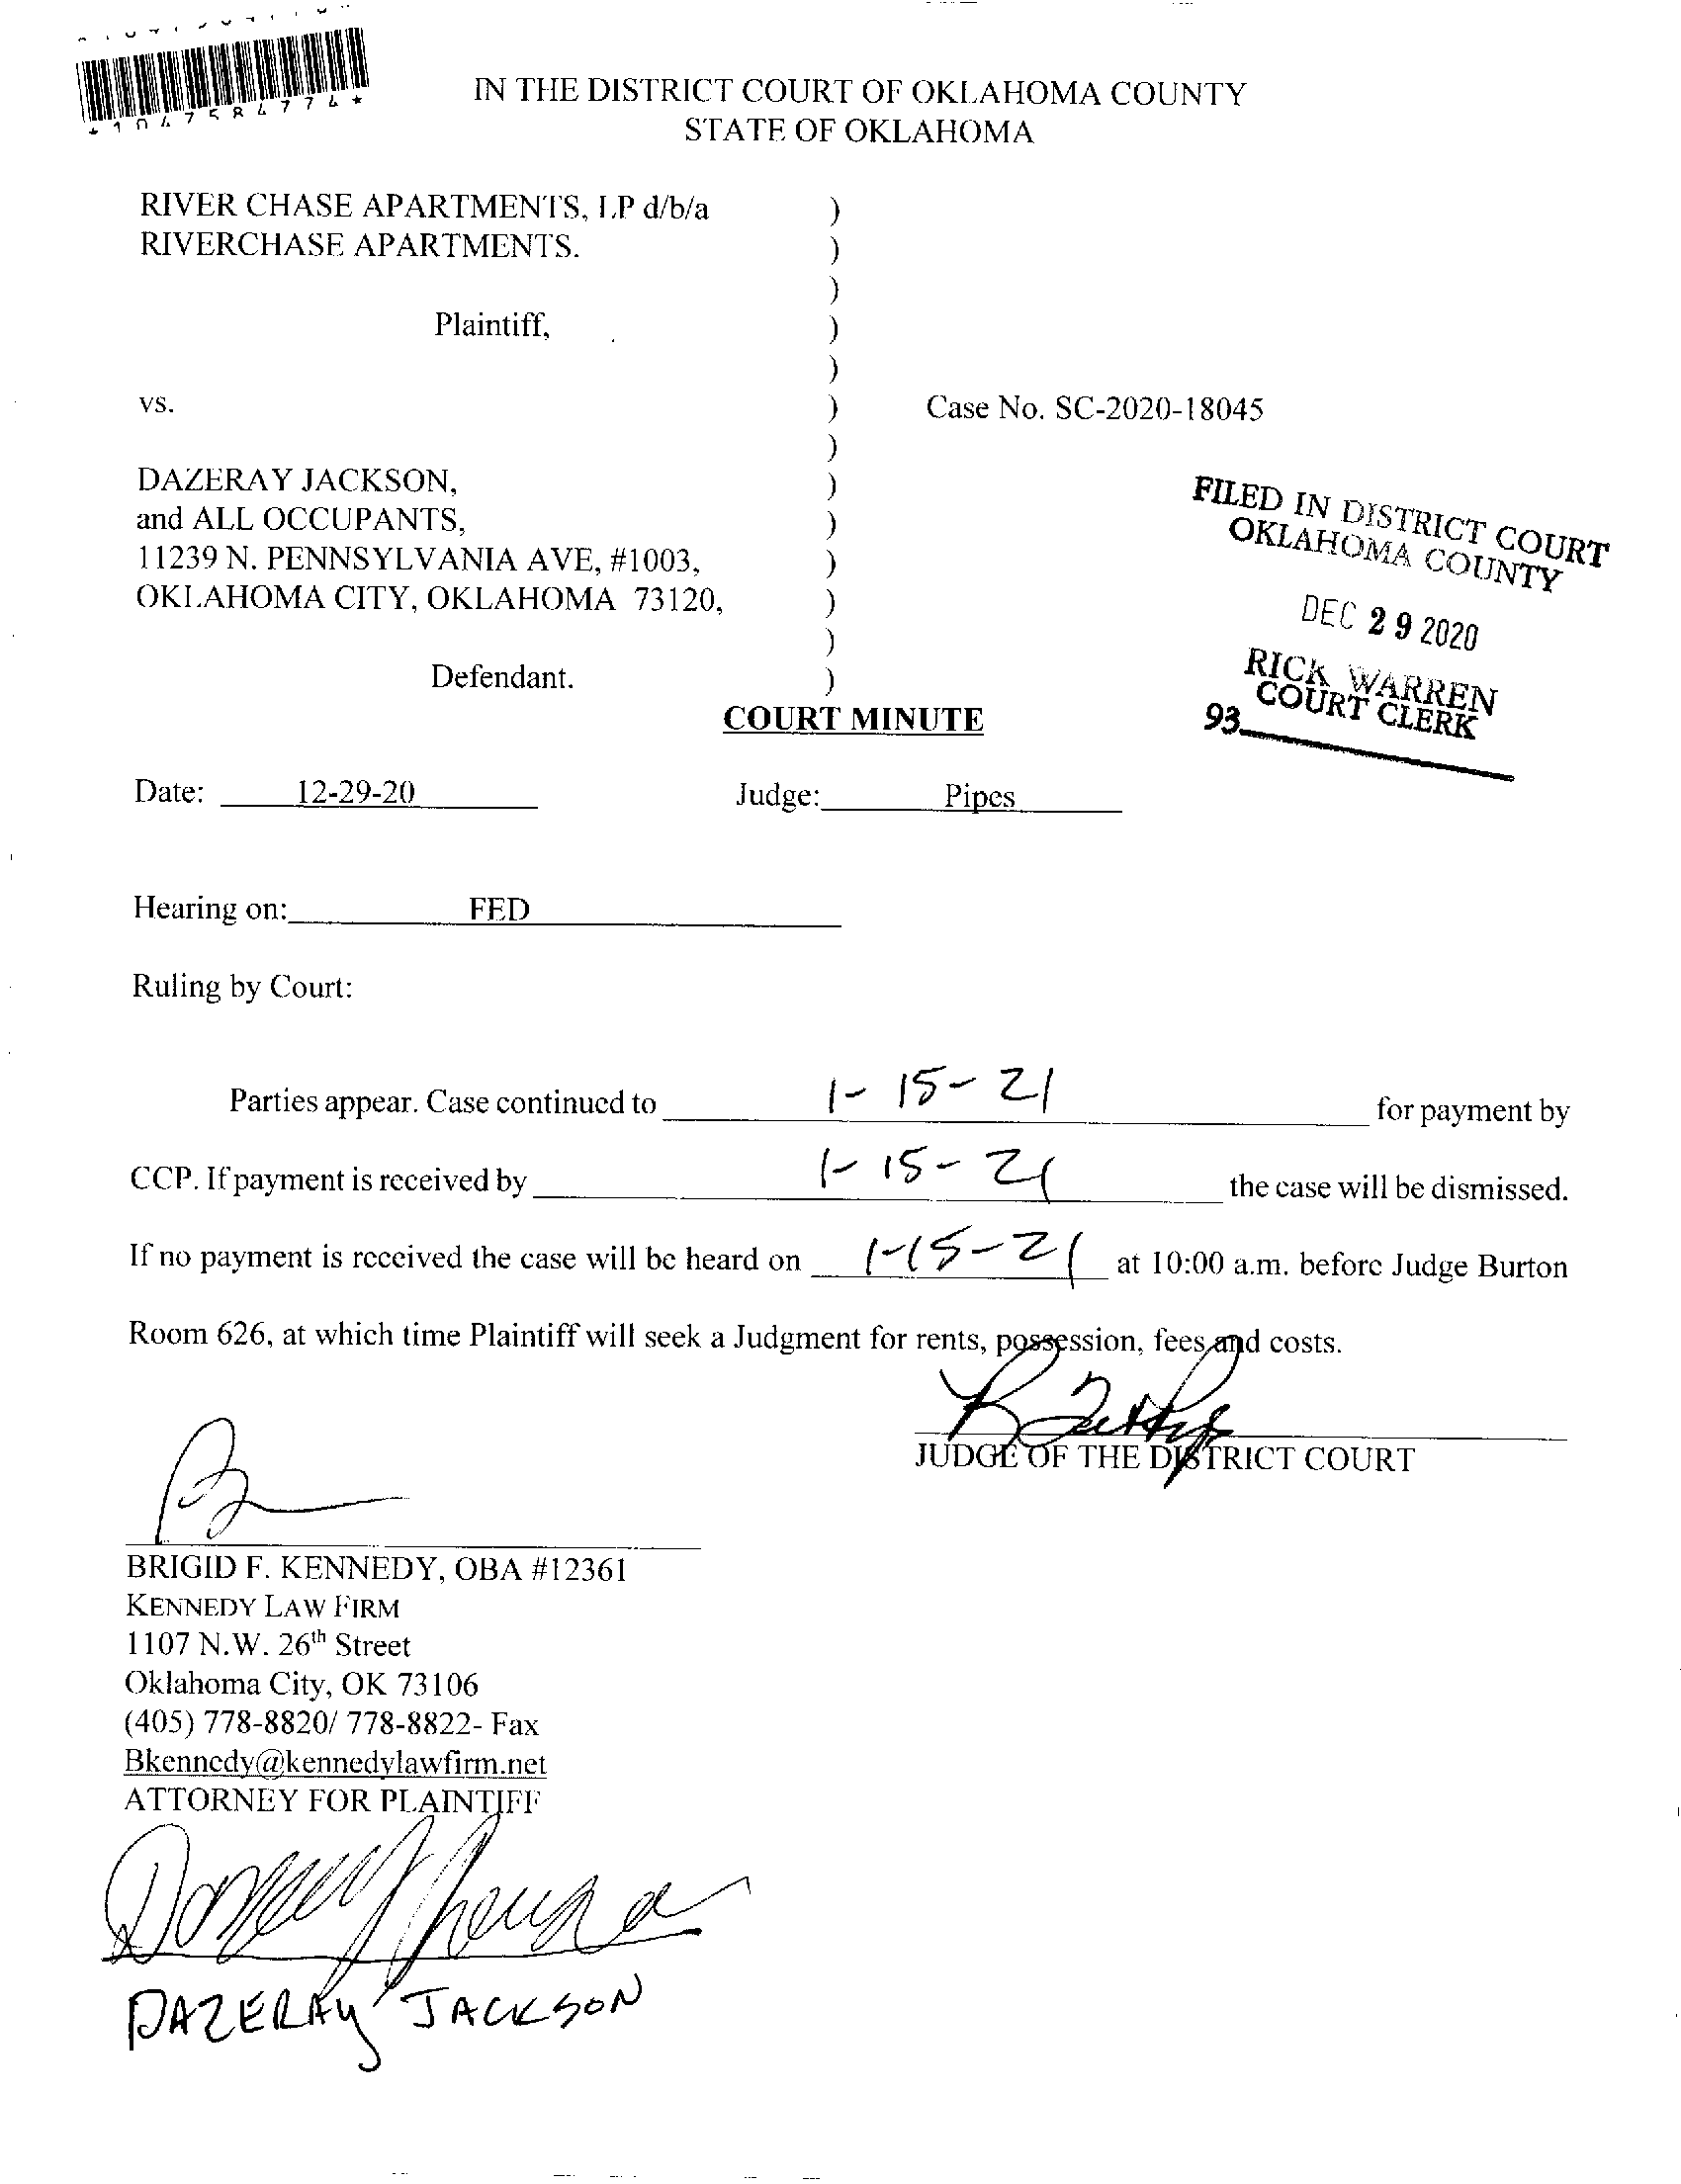 *1047584774*
IN THE DISTRICT COURT OF OKLAHOMA COUNTY
STATE OF OKLAHOMA
RIVER CHASE APARTMENTS, LP d/b/a )
RIVERCHASE APARTMENTS. )
)
Plaintiff, )
)
vs. ) Case No. SC-2020-18045
)
DAZERAY JACKSON, )
and ALL OCCUPANTS, )
11239 N. PENNSYLVANIA AVE, #1003, )
OKLAHOMA CITY, OKLAHOMA 73120, )
)
Defendant. )
FILED IN DISTRICT COURT
OKLAHOMA COUNTY
DEC 29 2020
RICK WARREN
COURT CLERK
93
COURT MINUTE
Date: 12-29-20 Judge: Pipes
Hearing on: FED
Ruling by Court:
Parties appear. Case continued to 1-15-21 for payment by
CCP. If payment is received by 1-15-21 the case will be dismissed.
If no payment is received the case will be heard on 1-15-21 at 10:00 a.m. before Judge Burton
Room 626, at which time Plaintiff will seek a Judgment for rents, possession, fees and costs.
JUDGE OF THE DISTRICT COURT
BRIGID F. KENNEDY, OBA #12361
KENNEDY LAW FIRM
1107 N.W. 26th Street
Oklahoma City, OK 73106
(405) 778-8820/ 778-8822- Fax
Bkennedy@kennedylawfirm.net
ATTORNEY FOR PLAINTIFF
DAZERAY JACKSON